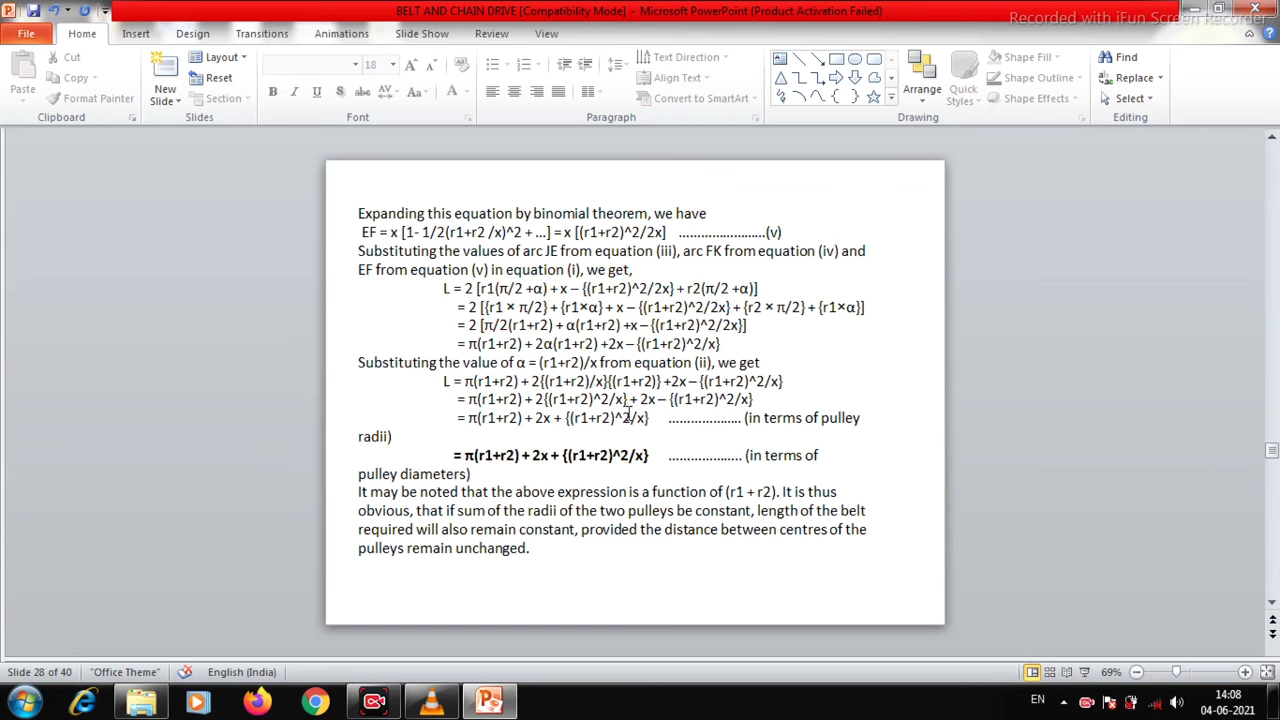 BELT AND CHAIN DRIVE [Compatibility Mode] - Microsoft PowerPoint (Product Activation Failed)
Recorded with iFun Screen Recorder
File Home Insert Design Transitions Animations Slide Show Review View
Paste Cut Copy Format Painter
New Slide Layout Reset Section
18
B I U S abc AV Aa A
Text Direction Align Text Convert to SmartArt
Arrange Quick Styles Shape Fill Shape Outline Shape Effects
Find Replace Select
Clipboard Slides Font Paragraph Drawing Editing
Expanding this equation by binomial theorem, we have
EF = x [1- 1/2(r1+r2 /x)^2 + ...] = x [(r1+r2)^2/2x] ........................(v)
Substituting the values of arc JE from equation (iii), arc FK from equation (iv) and
EF from equation (v) in equation (i), we get,
L = 2 [r1(π/2 +α) + x – {(r1+r2)^2/2x} + r2(π/2 +α)]
= 2 [{r1 × π/2} + {r1×α} + x – {(r1+r2)^2/2x} + {r2 × π/2} + {r1×α}]
= 2 [π/2(r1+r2) + α(r1+r2) +x – {(r1+r2)^2/2x}]
= π(r1+r2) + 2α(r1+r2) +2x – {(r1+r2)^2/x}
Substituting the value of α = (r1+r2)/x from equation (ii), we get
L = π(r1+r2) + 2{(r1+r2)/x}{(r1+r2)} +2x – {(r1+r2)^2/x}
= π(r1+r2) + 2{(r1+r2)^2/x} + 2x – {(r1+r2)^2/x}
= π(r1+r2) + 2x + {(r1+r2)^2/x} .................... (in terms of pulley
radii)
= π(r1+r2) + 2x + {(r1+r2)^2/x} .................... (in terms of
pulley diameters)
It may be noted that the above expression is a function of (r1 + r2). It is thus
obvious, that if sum of the radii of the two pulleys be constant, length of the belt
required will also remain constant, provided the distance between centres of the
pulleys remain unchanged.
Slide 28 of 40 "Office Theme" English (India) 69%
EN 14:08
04-06-2021